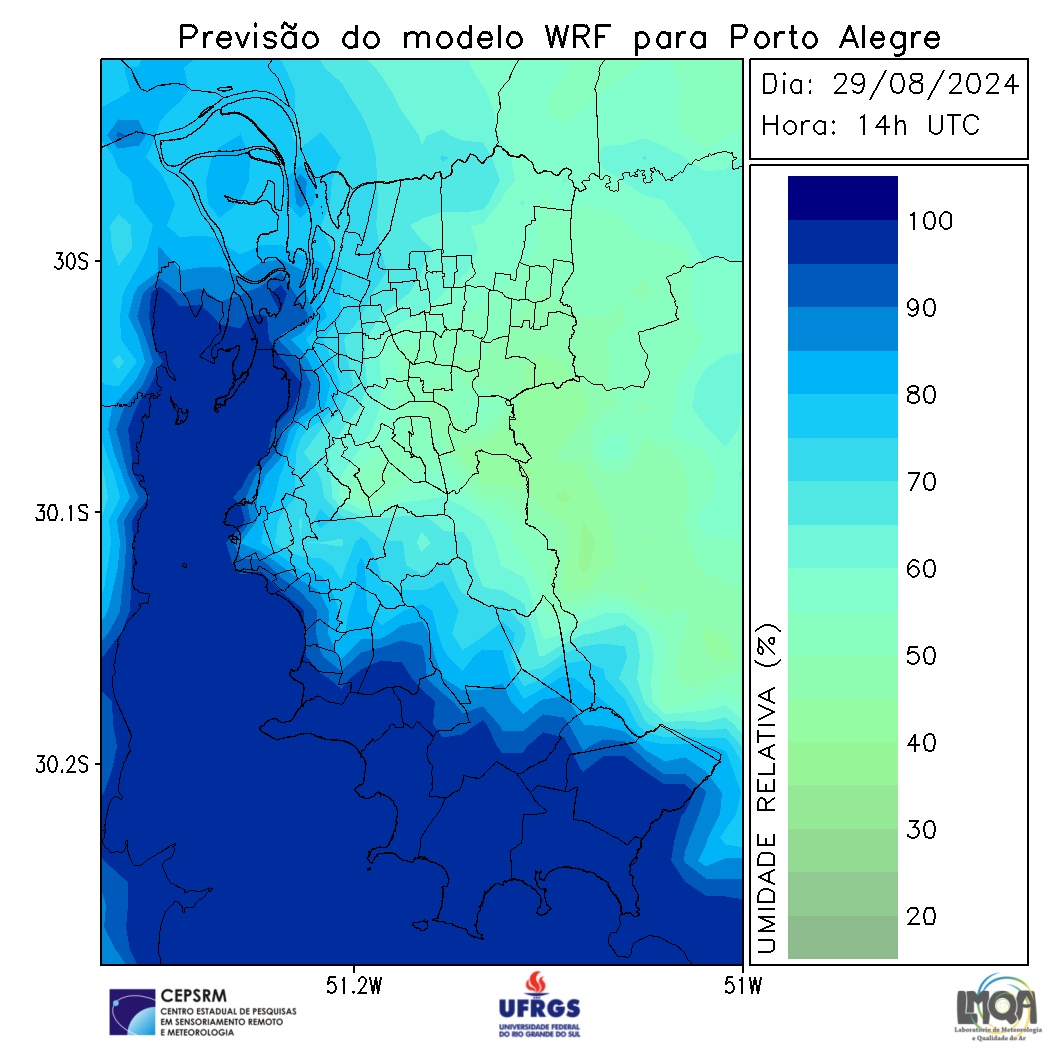 Previsão do modelo WRF para Porto Alegre
Dia: 29/08/2024
Hora: 14h UTC
30S
30.1S
30.2S
51.2W
51W
UMIDADE RELATIVA (%)
100
90
80
70
60
50
40
30
20
CEPSRM
CENTRO ESTADUAL DE PESQUISAS
EM SENSORIAMENTO REMOTO
E METEOROLOGIA
UFRGS
UNIVERSIDADE FEDERAL
DO RIO GRANDE DO SUL
LMQA
Laboratório de Meteorologia
e Qualidade do Ar